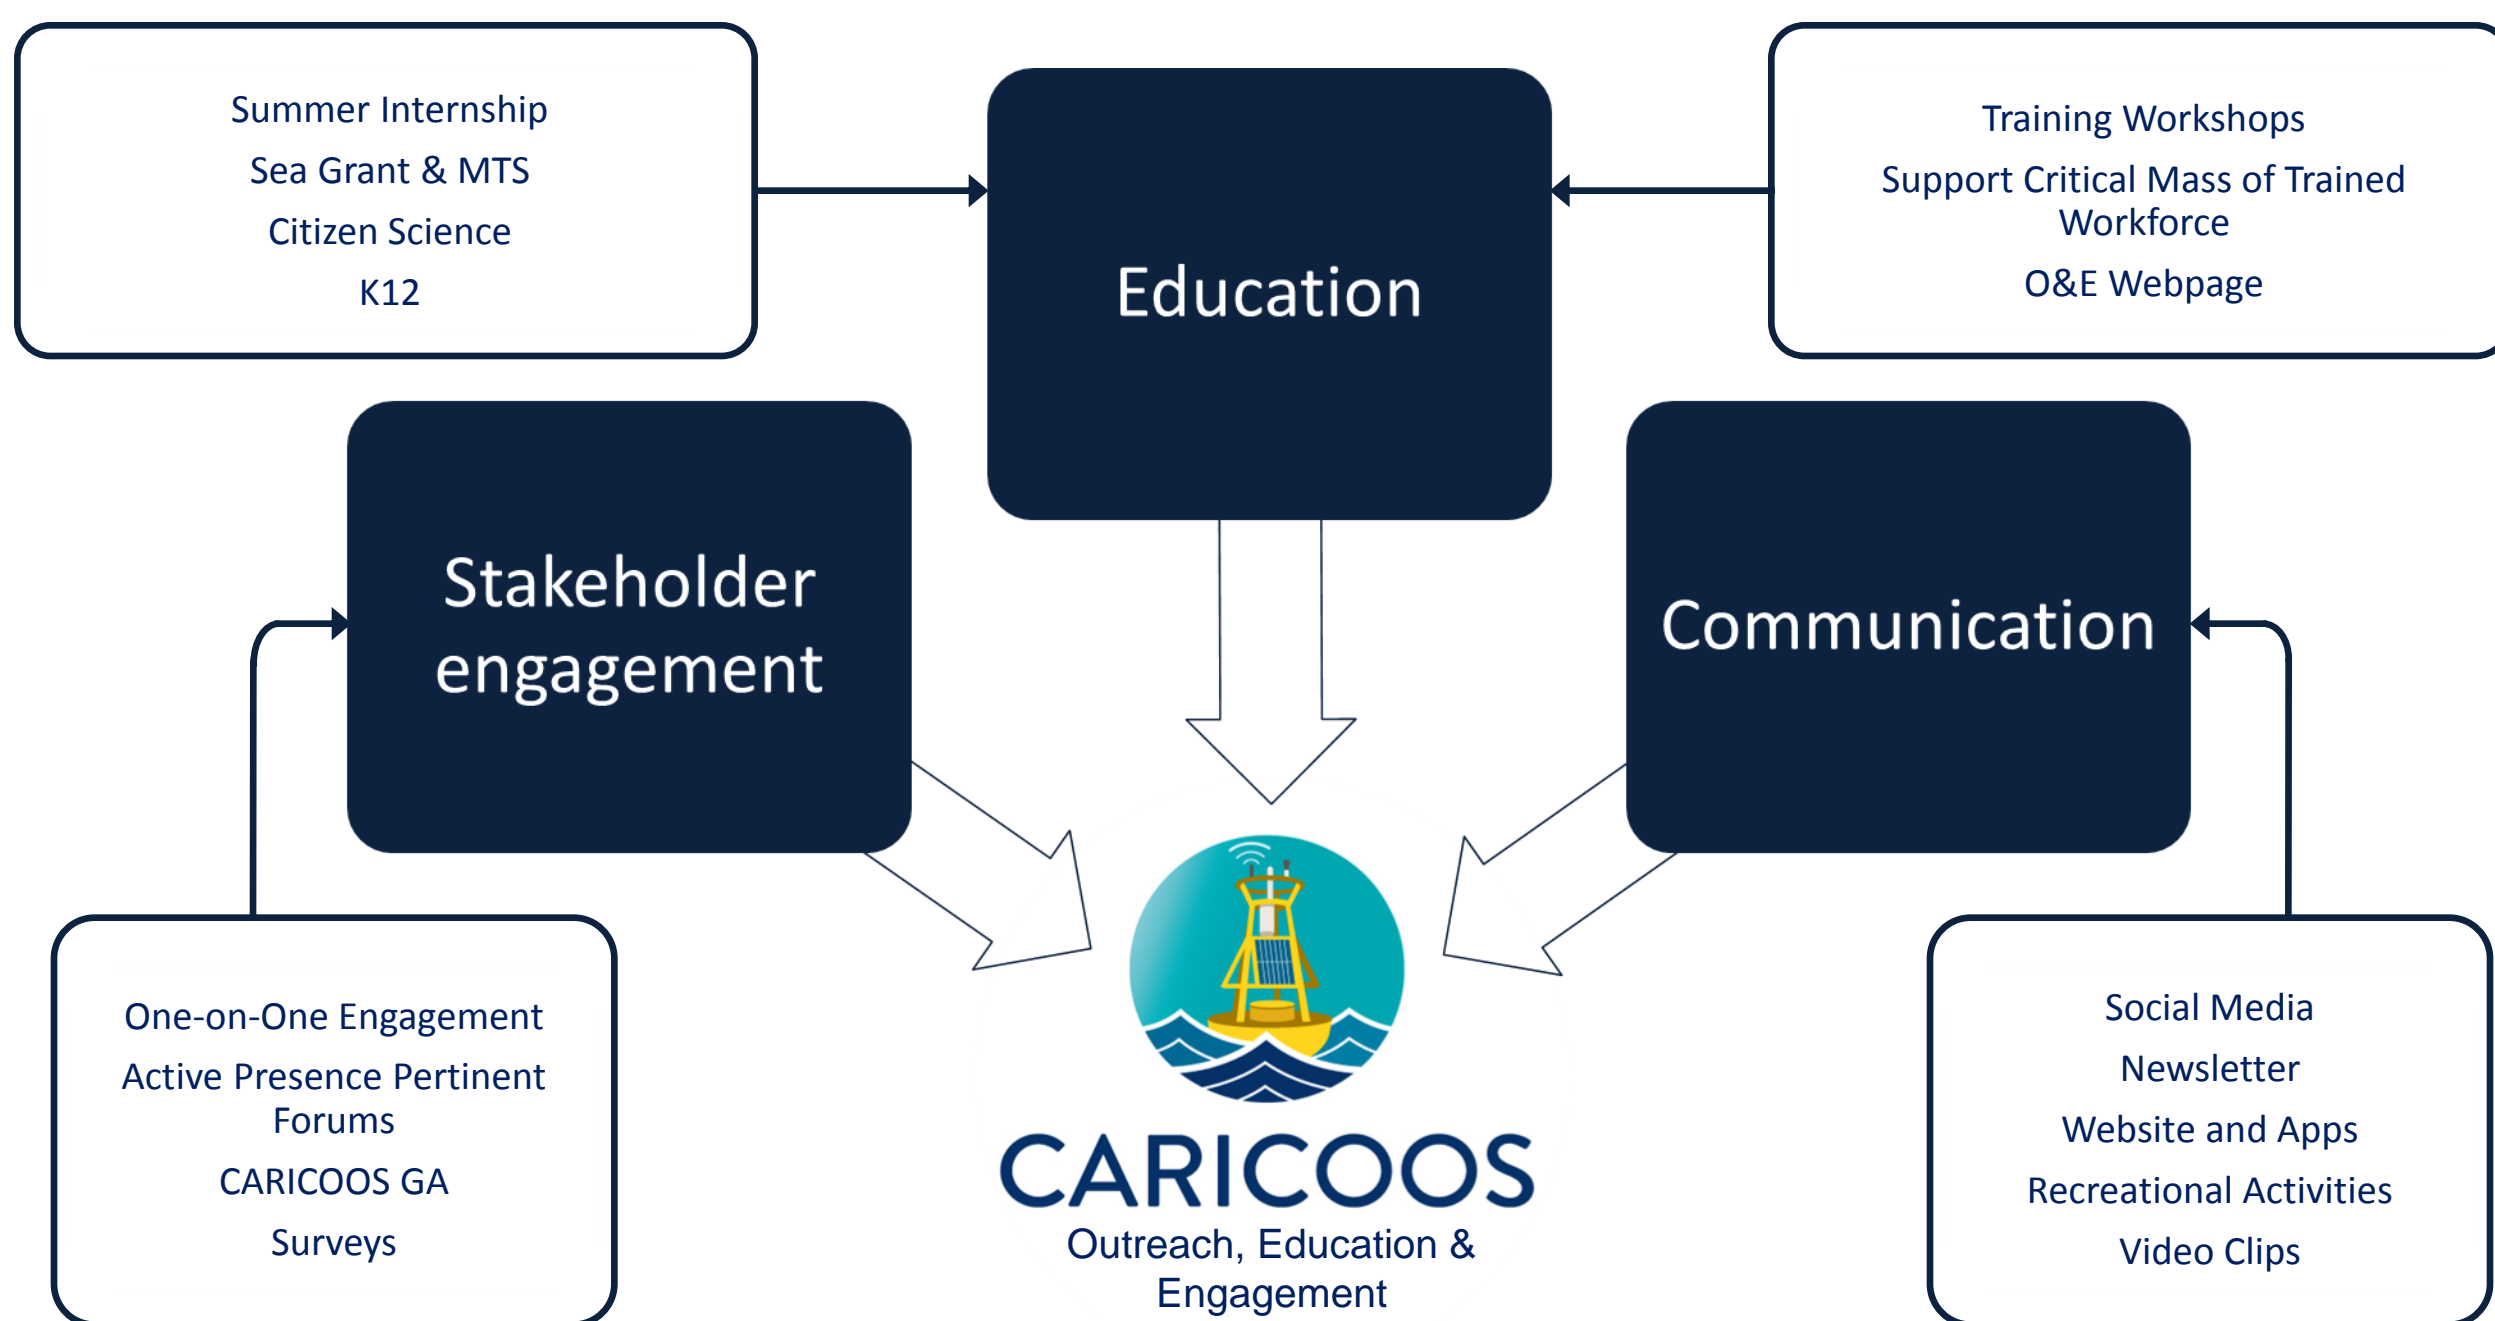 Summer Internship
Sea Grant & MTS
Citizen Science
K12
Education
Training Workshops
Support Critical Mass of Trained
Workforce
O&E Webpage
Stakeholder
engagement
Communication
One-on-One Engagement
Active Presence Pertinent
Forums
CARICOOS GA
Surveys
CARICOOS
Outreach, Education &
Engagement
Social Media
Newsletter
Website and Apps
Recreational Activities
Video Clips